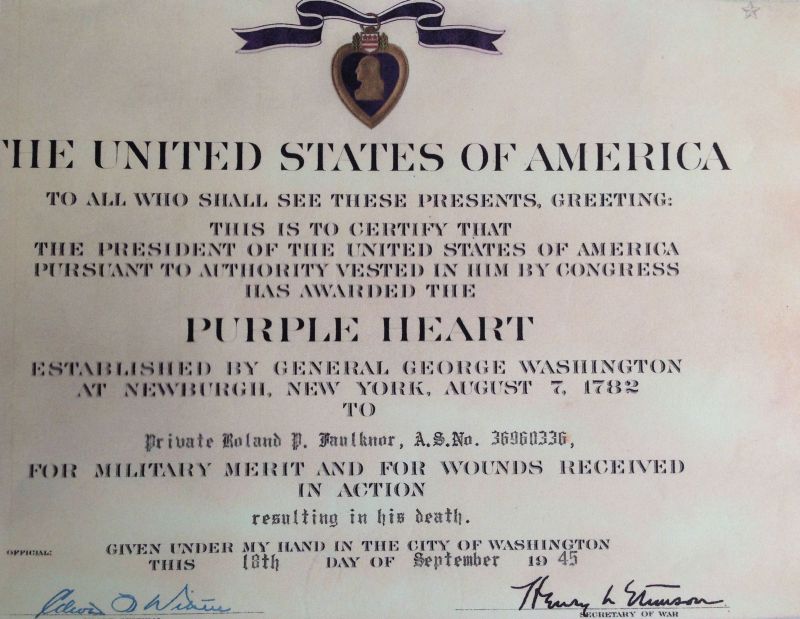 THE UNITED STATES OF AMERICA
TO ALL WHO SHALL SEE THESE PRESENTS, GREETING:
THIS IS TO CERTIFY THAT
THE PRESIDENT OF THE UNITED STATES OF AMERICA
PURSUANT TO AUTHORITY VESTED IN HIM BY CONGRESS
HAS AWARDED THE
PURPLE HEART
ESTABLISHED BY GENERAL GEORGE WASHINGTON
AT NEWBURGH, NEW YORK, AUGUST 7, 1782
TO
Private Roland P. Faulknor, A.S.No. 36960336,
FOR MILITARY MERIT AND FOR WOUNDS RECEIVED
IN ACTION
resulting in his death.
OFFICIAL: GIVEN UNDER MY HAND IN THE CITY OF WASHINGTON
THIS 18th DAY OF September 19 45
Henry L Stimson
SECRETARY OF WAR